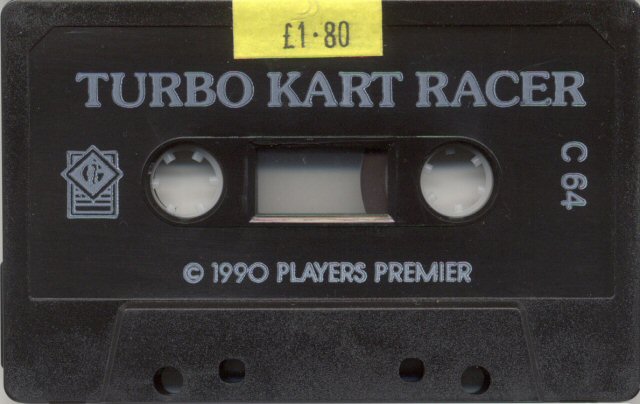 £1·80
TURBO KART RACER
C 64
© 1990 PLAYERS PREMIER